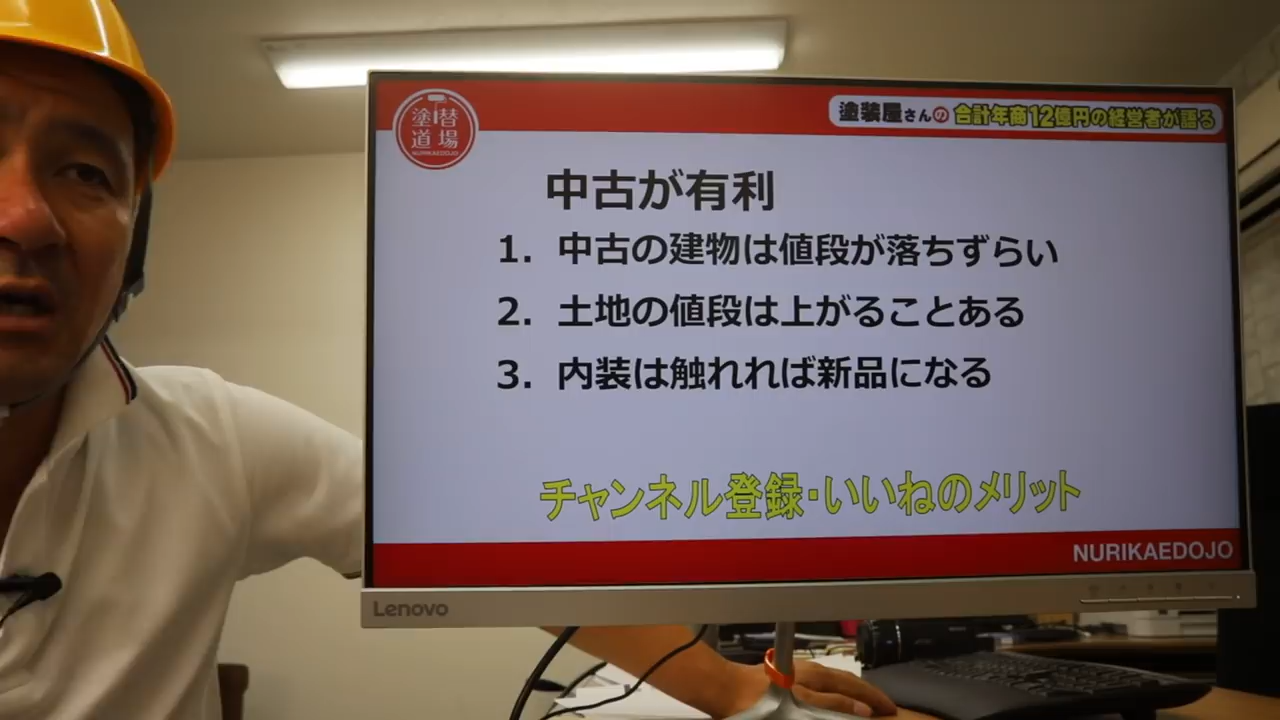 塗替
道場
NURIKAEDOJO
塗装屋さんの 合計年商12億円の経営者が語る
中古が有利
1. 中古の建物は値段が落ちずらい
2. 土地の値段は上がることある
3. 内装は触れれば新品になる
チャンネル登録・いいねのメリット
NURIKAEDOJO
Lenovo